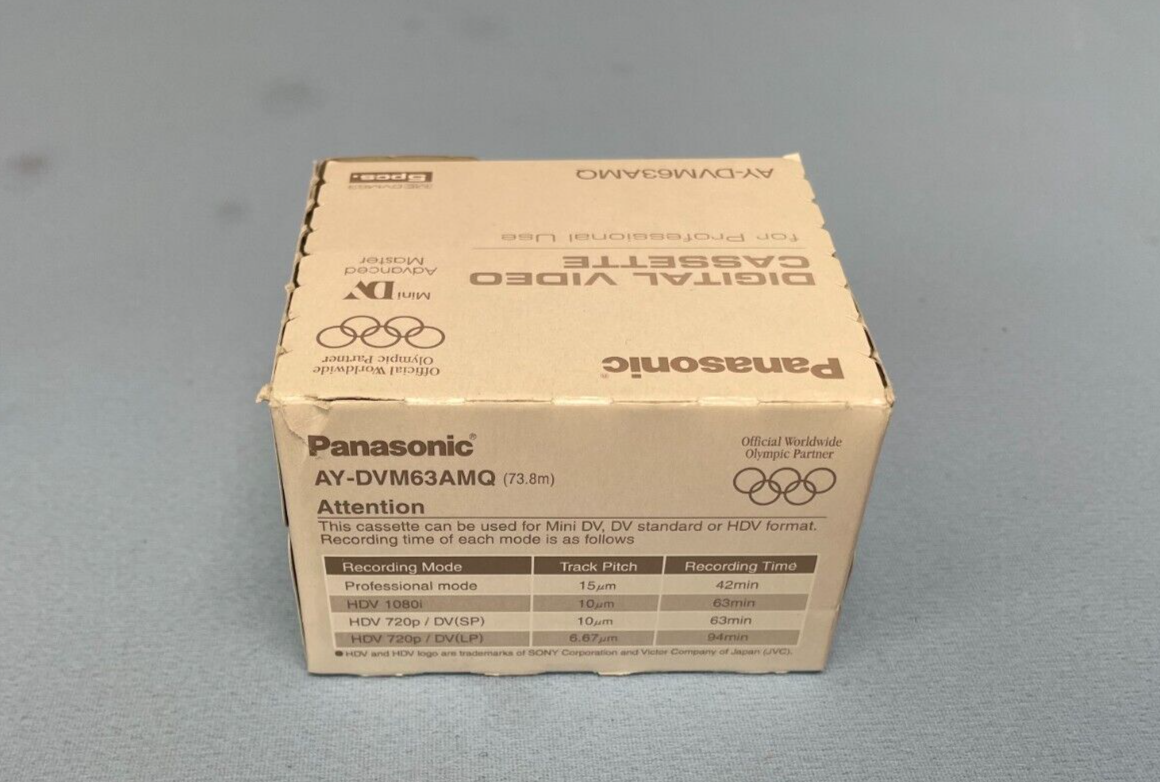 5pcs.
AY-DVM63AMQ
for Professional Use
DIGITAL VIDEO
CASSETTE
Mini DV
Advanced
Master
Official Worldwide
Olympic Partner
Panasonic
Panasonic®
AY-DVM63AMQ (73.8m)
Official Worldwide
Olympic Partner
Attention
This cassette can be used for Mini DV, DV standard or HDV format.
Recording time of each mode is as follows
Recording Mode Track Pitch Recording Time
Professional mode 15μm 42min
HDV 1080i 10μm 63min
HDV 720p / DV(SP) 10μm 63min
HDV 720p / DV(LP) 6.67μm 94min
●HDV and HDV logo are trademarks of SONY Corporation and Victor Company of Japan (JVC).